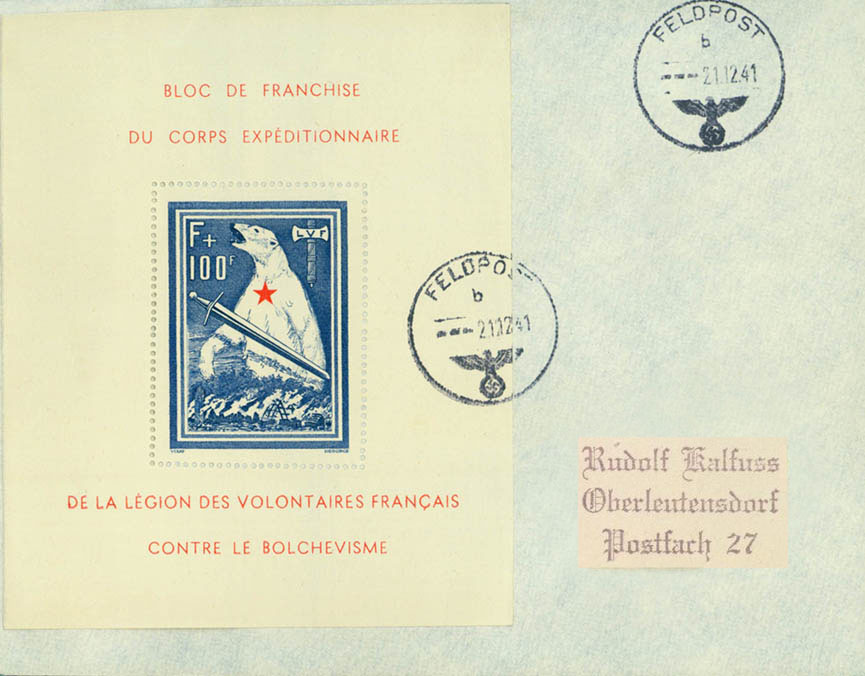 BLOC DE FRANCHISE
DU CORPS EXPÉDITIONNAIRE
F+
100F
LVF
DE LA LÉGION DES VOLONTAIRES FRANÇAIS
CONTRE LE BOLCHEVISME
FELDPOST
b
21.12.41
FELDPOST
b
21.12.41
Rudolf Kalfuss
Oberleutensdorf
Postfach 27